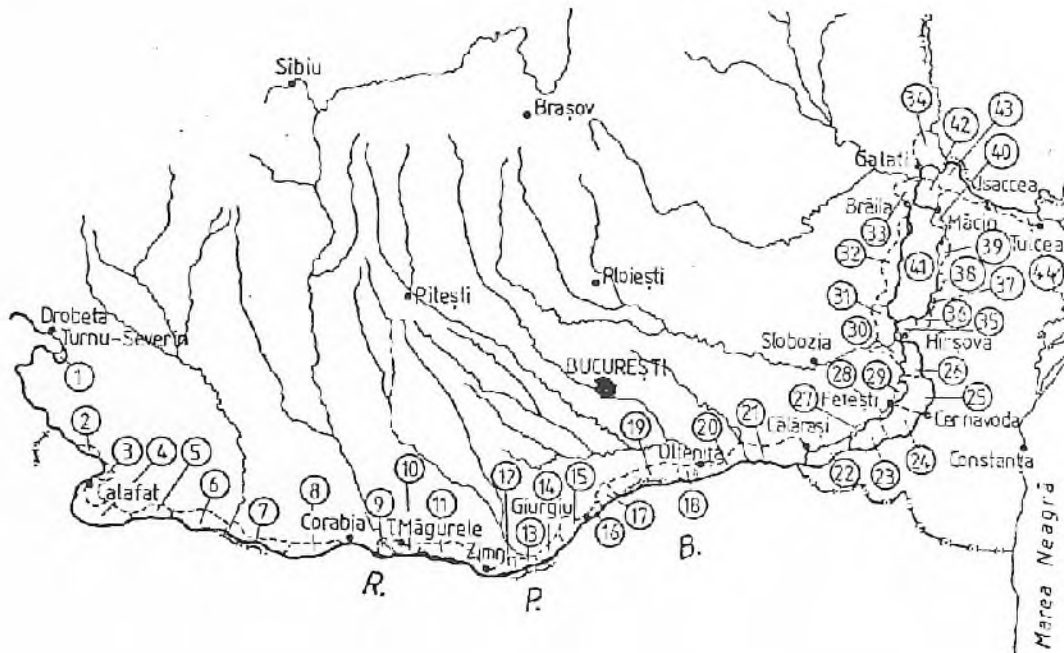 Sibiu
Brașov
34
42
43
40
Galati
Isaccea
Brăila
33
Măcin
Tulcea
32
41
39
38
37
44
Ploiești
Pitești
31
36
35
30
Hirsova
Drobeta
Turnu-Severin
1
Slobozia
BUCUREȘTI
28
29
26
Fetești
27
25
Cernavoda
2
19
20
21
Călărași
Oltenița
3
4
5
Calafat
6
7
8
Corabia
9
10
11
T.Măgurele
12
Zimn.
13
14
Giurgiu
15
16
17
18
22
23
24
Constanța
R.
P.
B.
Marea Neagră